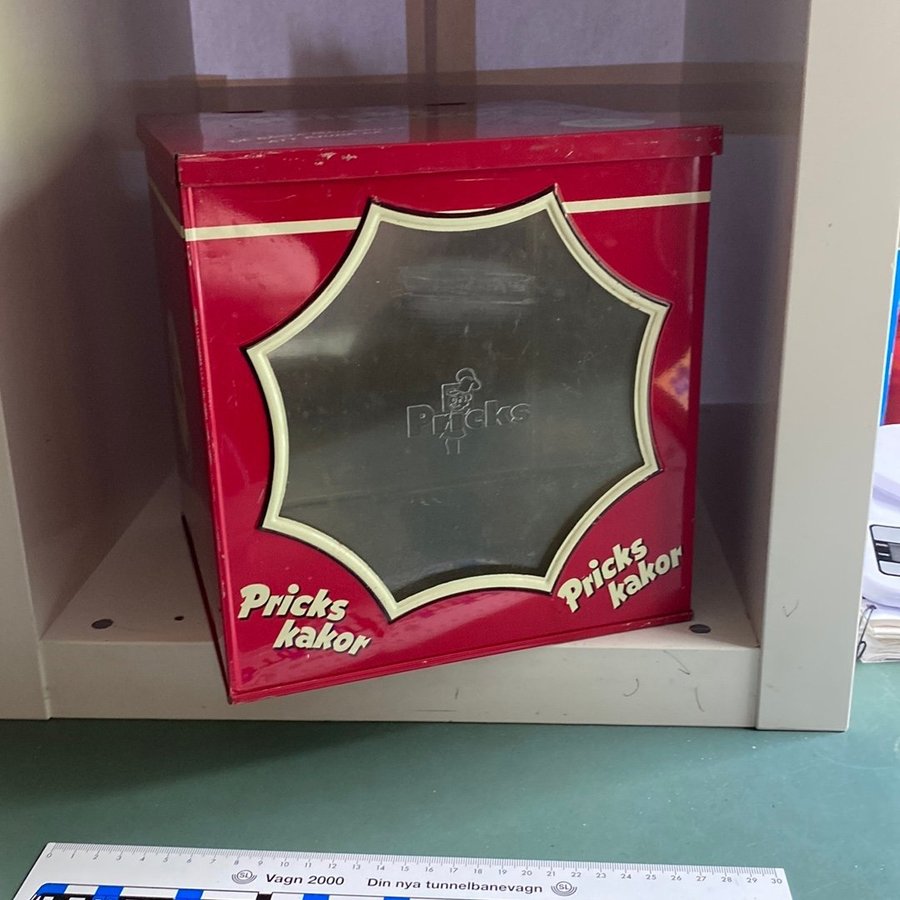 Pricks
Pricks
kakor
Pricks
kakor
0 1 2 3 4 5 6 7 8 9 10 11 12 13 14 15 16 17 18 19 20 21 22 23 24 25 26 27 28 29 30
SL Vagn 2000 Din nya tunnelbanevagn SL